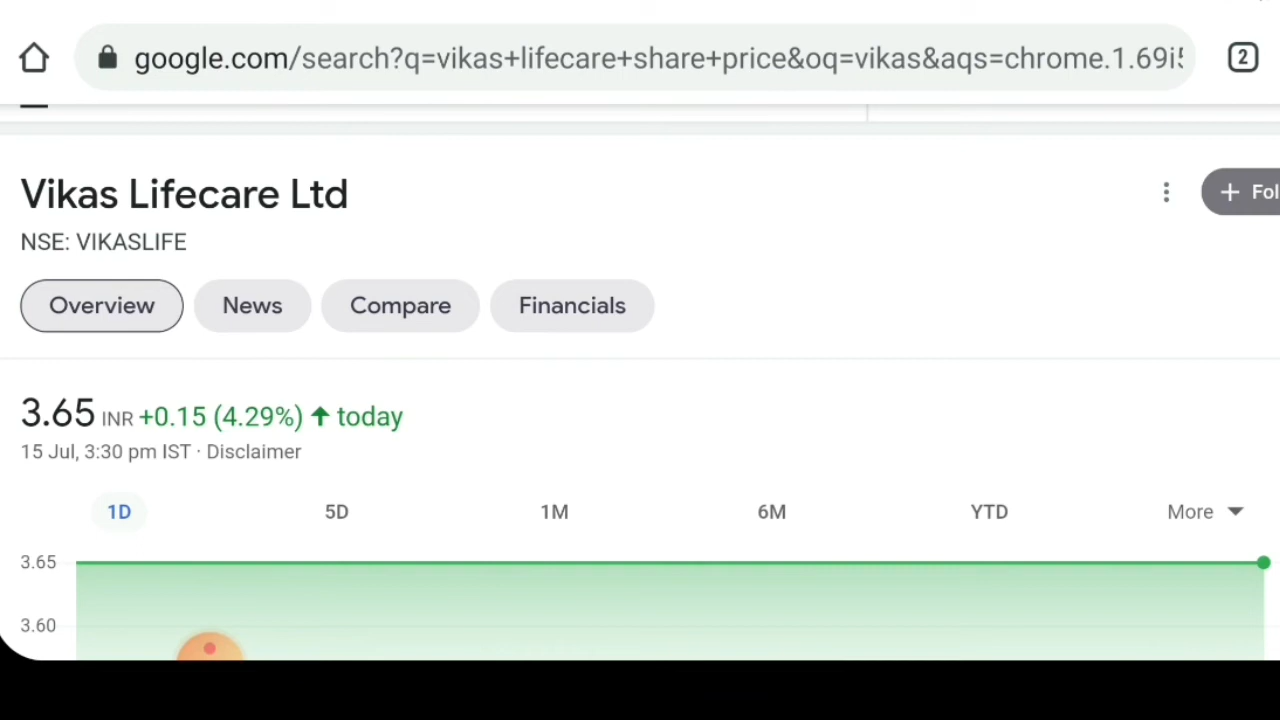 google.com/search?q=vikas+lifecare+share+price&oq=vikas&aqs=chrome.1.69i5
2
Vikas Lifecare Ltd
+ Fol
NSE: VIKASLIFE
Overview News Compare Financials
3.65 INR +0.15 (4.29%) ↑ today
15 Jul, 3:30 pm IST · Disclaimer
1D 5D 1M 6M YTD More
3.65
3.60